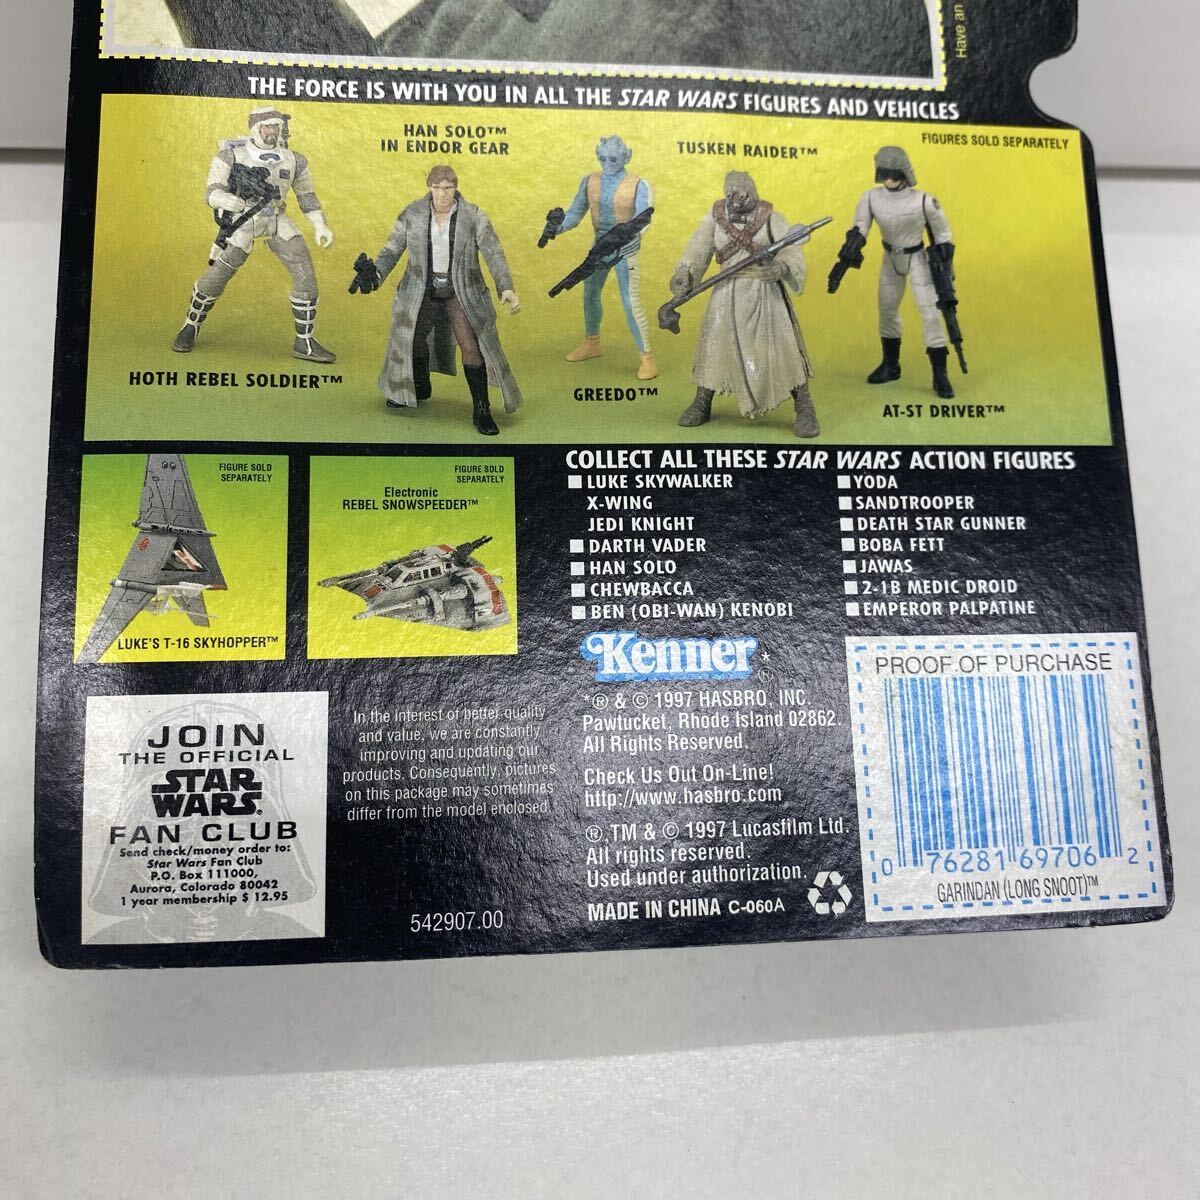 Have an
THE FORCE IS WITH YOU IN ALL THE STAR WARS FIGURES AND VEHICLES
HAN SOLO™
IN ENDOR GEAR
TUSKEN RAIDER™
FIGURES SOLD SEPARATELY
HOTH REBEL SOLDIER™
GREEDO™
AT-ST DRIVER™
FIGURE SOLD
SEPARATELY
LUKE'S T-16 SKYHOPPER™
FIGURE SOLD
SEPARATELY
Electronic
REBEL SNOWSPEEDER™
COLLECT ALL THESE STAR WARS ACTION FIGURES
LUKE SKYWALKER
X-WING
JEDI KNIGHT
DARTH VADER
HAN SOLO
CHEWBACCA
BEN (OBI-WAN) KENOBI
YODA
SANDTROOPER
DEATH STAR GUNNER
BOBA FETT
JAWAS
2-1B MEDIC DROID
EMPEROR PALPATINE
JOIN
THE OFFICIAL
STAR
WARS®
FAN CLUB
Send check/money order to:
Star Wars Fan Club
P.O. Box 111000,
Aurora, Colorado 80042
1 year membership $ 12.95
In the interest of better quality
and value, we are constantly
improving and updating our
products. Consequently, pictures
on this package may sometimes
differ from the model enclosed.
542907.00
Kenner®*
*® & © 1997 HASBRO, INC.
Pawtucket, Rhode Island 02862.
All Rights Reserved.
Check Us Out On-Line!
http://www.hasbro.com
®,TM & © 1997 Lucasfilm Ltd.
All rights reserved.
Used under authorization.
MADE IN CHINA C-060A
PROOF OF PURCHASE
0 76281 69706 2
GARINDAN (LONG SNOOT)™